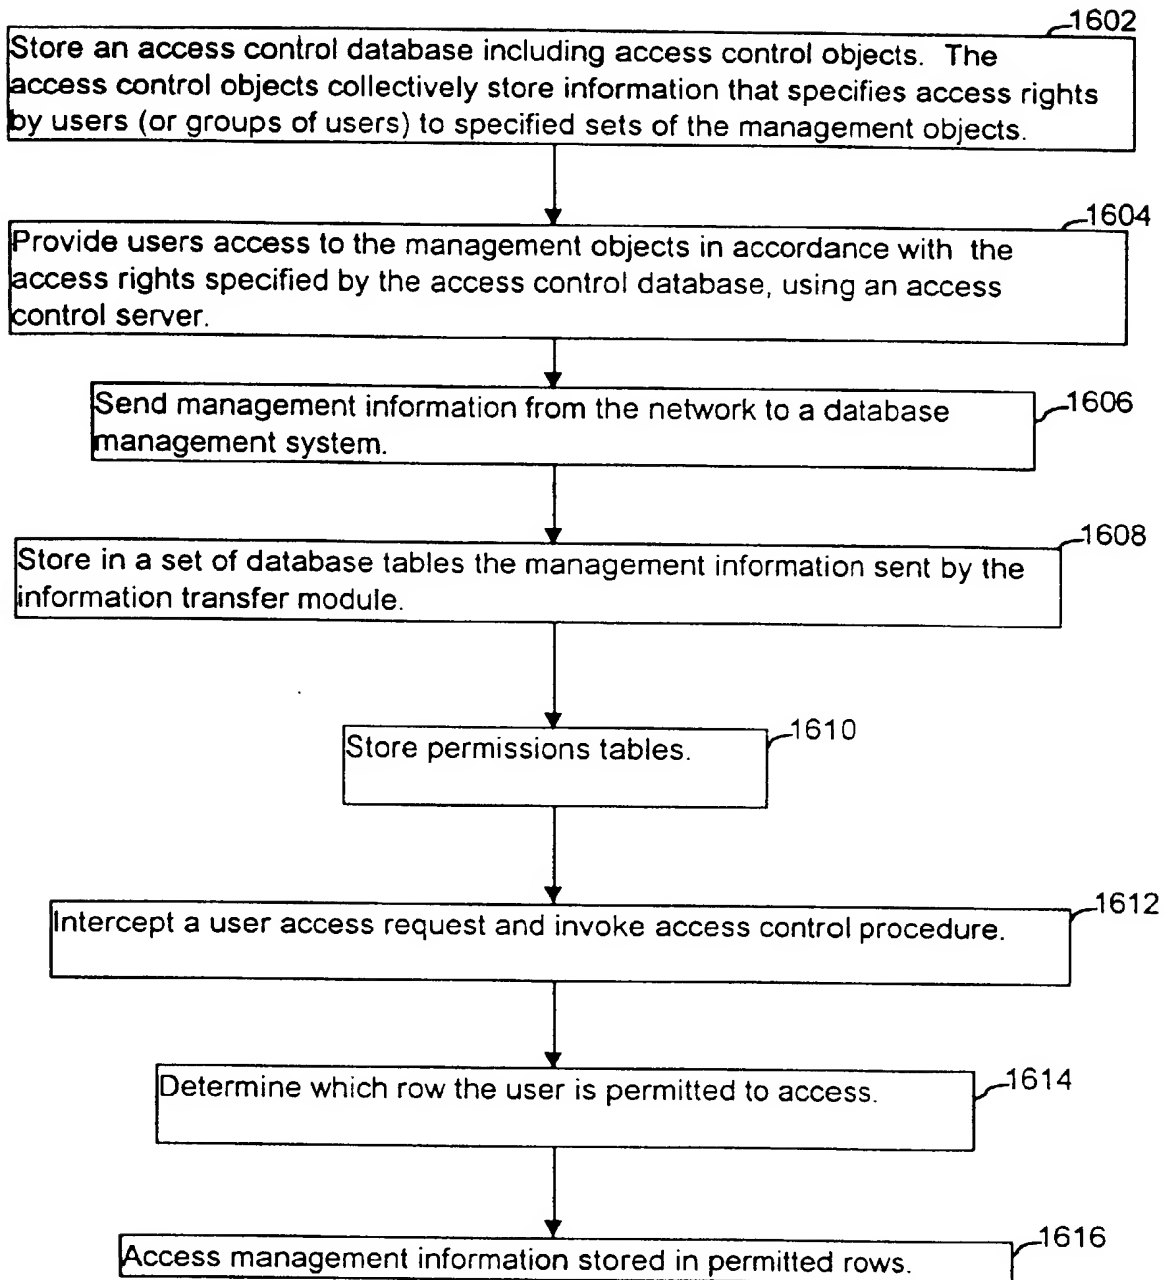 1602
Store an access control database including access control objects. The
access control objects collectively store information that specifies access rights
by users (or groups of users) to specified sets of the management objects.
1604
Provide users access to the management objects in accordance with the
access rights specified by the access control database, using an access
control server.
1606
Send management information from the network to a database
management system.
1608
Store in a set of database tables the management information sent by the
information transfer module.
1610
Store permissions tables.
1612
Intercept a user access request and invoke access control procedure.
1614
Determine which row the user is permitted to access.
1616
Access management information stored in permitted rows.